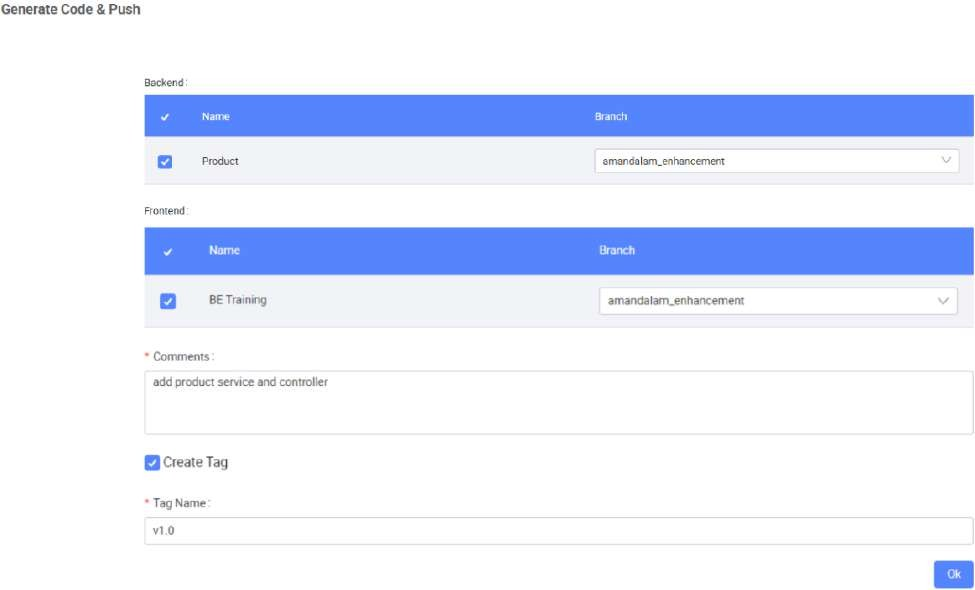 Generate Code & Push
Backend :
Name Branch
Product amandalam_enhancement
Frontend :
Name Branch
BE Training amandalam_enhancement
* Comments :
add product service and controller
Create Tag
* Tag Name :
v1.0
Ok